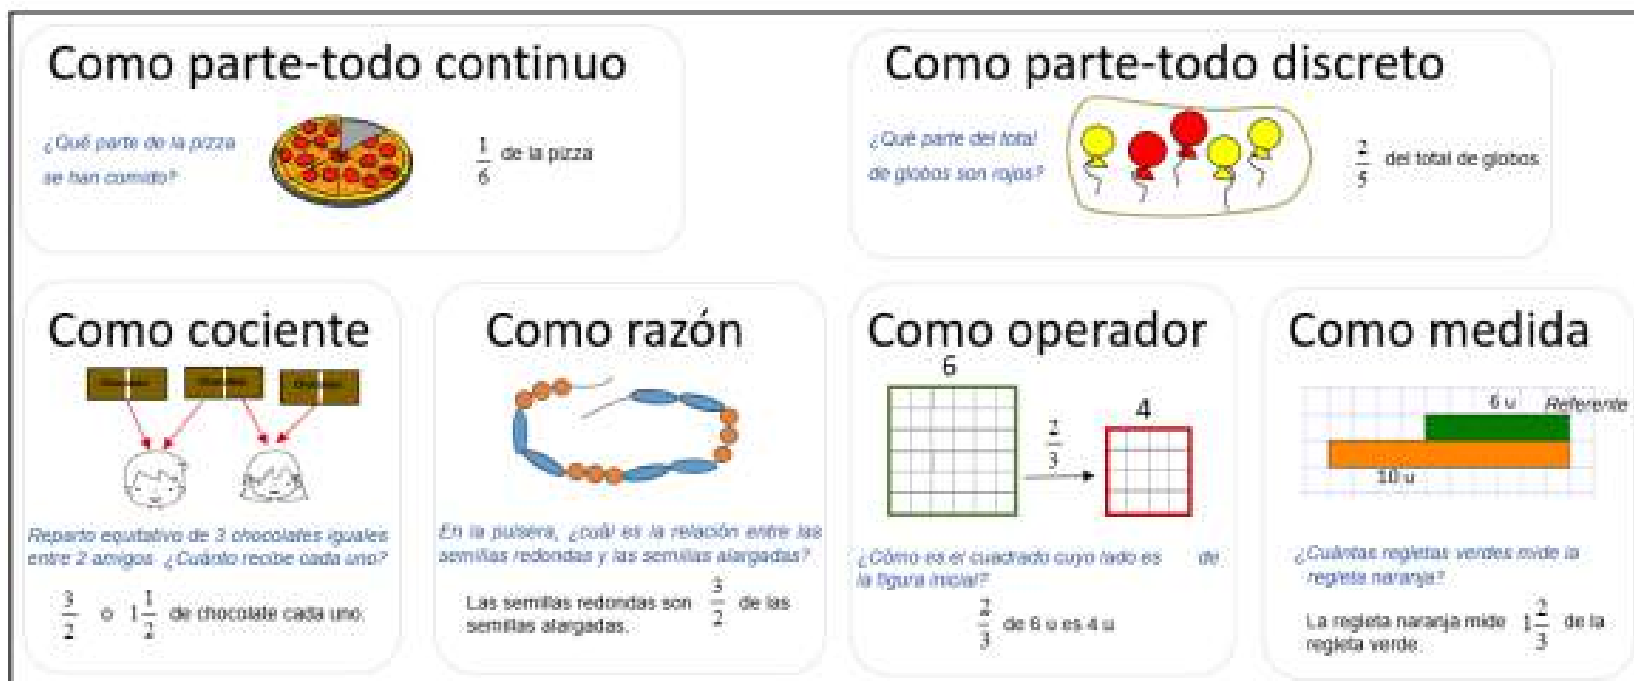 Como parte-todo continuo
¿Qué parte de la pizza
se han comido?
1/6 de la pizza
Como parte-todo discreto
¿Qué parte del total
de globos son rojos?
2/5 del total de globos
Como cociente
Reparto equitativo de 3 chocolates iguales
entre 2 amigos. ¿Cuánto recibe cada uno?
3/2 o 1 1/2 de chocolate cada uno.
Como razón
En la pulsera, ¿cuál es la relación entre las
semillas redondas y las semillas alargadas?
Las semillas redondas son 3/2 de las
semillas alargadas.
Como operador
6
2/3
4
¿Cómo es el cuadrado cuyo lado es de
la figura inicial?
2/3 de 6 u es 4 u
Como medida
6 u Referente
10 u
¿Cuántas regletas verdes mide la
regleta naranja?
La regleta naranja mide 1 2/3 de la
regleta verde.